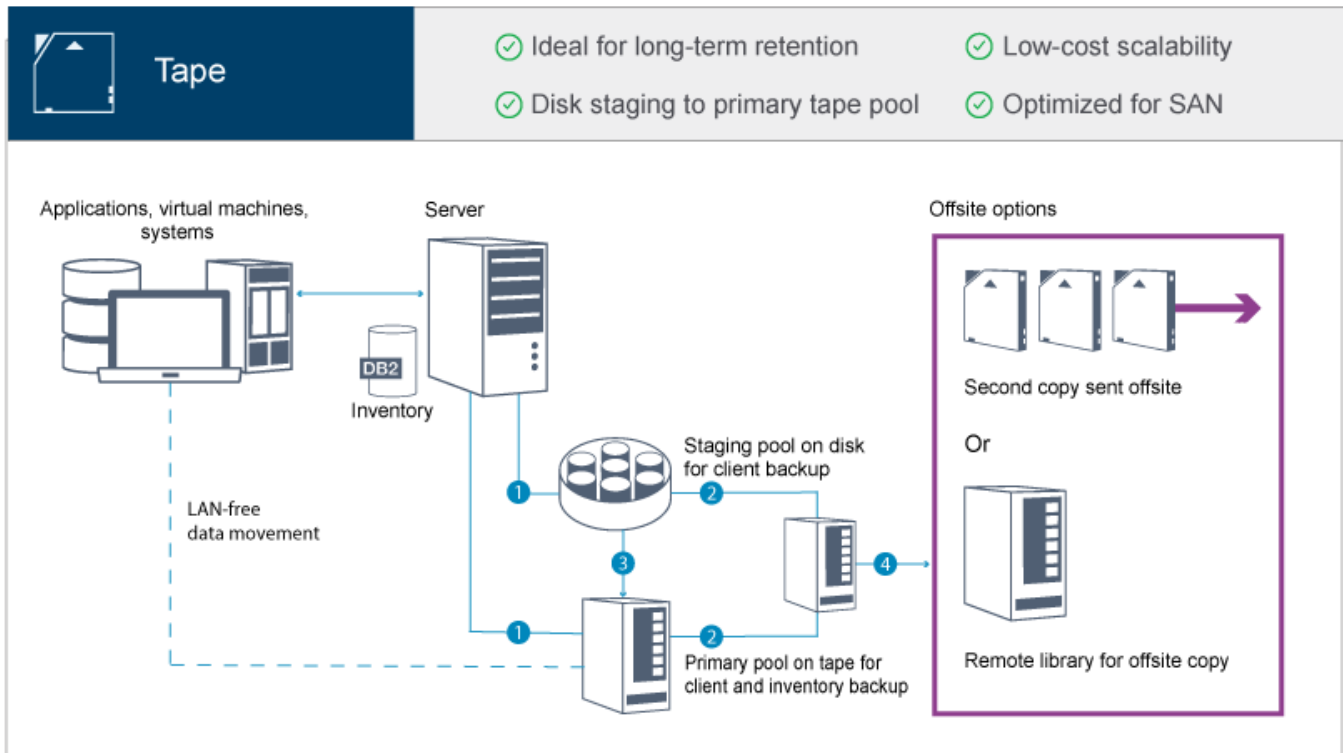 Tape
Ideal for long-term retention
Low-cost scalability
Disk staging to primary tape pool
Optimized for SAN
Applications, virtual machines,
systems
Server
Offsite options
DB2
Inventory
Second copy sent offsite
Staging pool on disk
for client backup
Or
1
2
LAN-free
data movement
3
4
1
2
Primary pool on tape for
client and inventory backup
Remote library for offsite copy